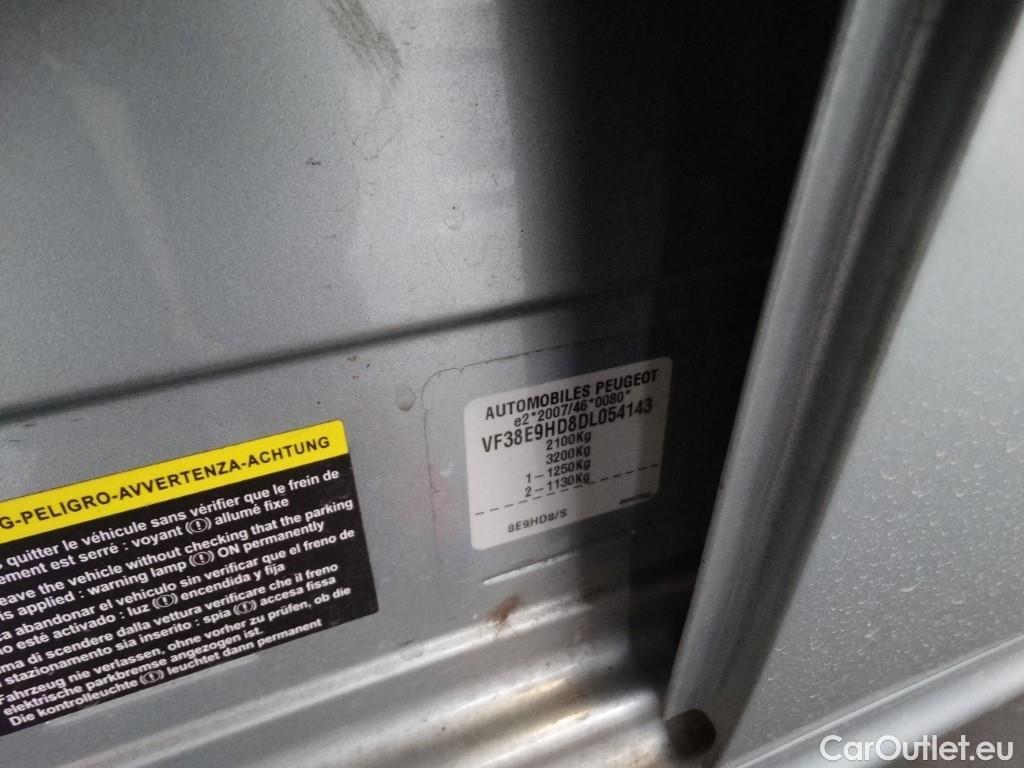 G-PELIGRO-AVVERTENZA-ACHTUNG
quitter le véhicule sans vérifier que le frein de
ement est serré : voyant (!) allumé fixe
eave the vehicle without checking that the parking
is applied : warning lamp (!) ON permanently
ca abandonar el vehiculo sin verificar que el freno de
no esté activado : luz (!) encendida y fija
ma di scendere dalla vettura verificare che il freno
stazionamento sia inserito : spia (!) accesa fissa
Fahrzeug nie verlassen, ohne vorher zu prüfen, ob die
elektrische parkbremse angezogen ist.
Die kontrolleuchte (!) leuchtet dann permanent
AUTOMOBILES PEUGEOT
e2*2007/46*0080*
VF38E9HD8DL054143
2100Kg
3200Kg
1-1250Kg
2-1130Kg
8E9HD8/S
CarOutlet.eu